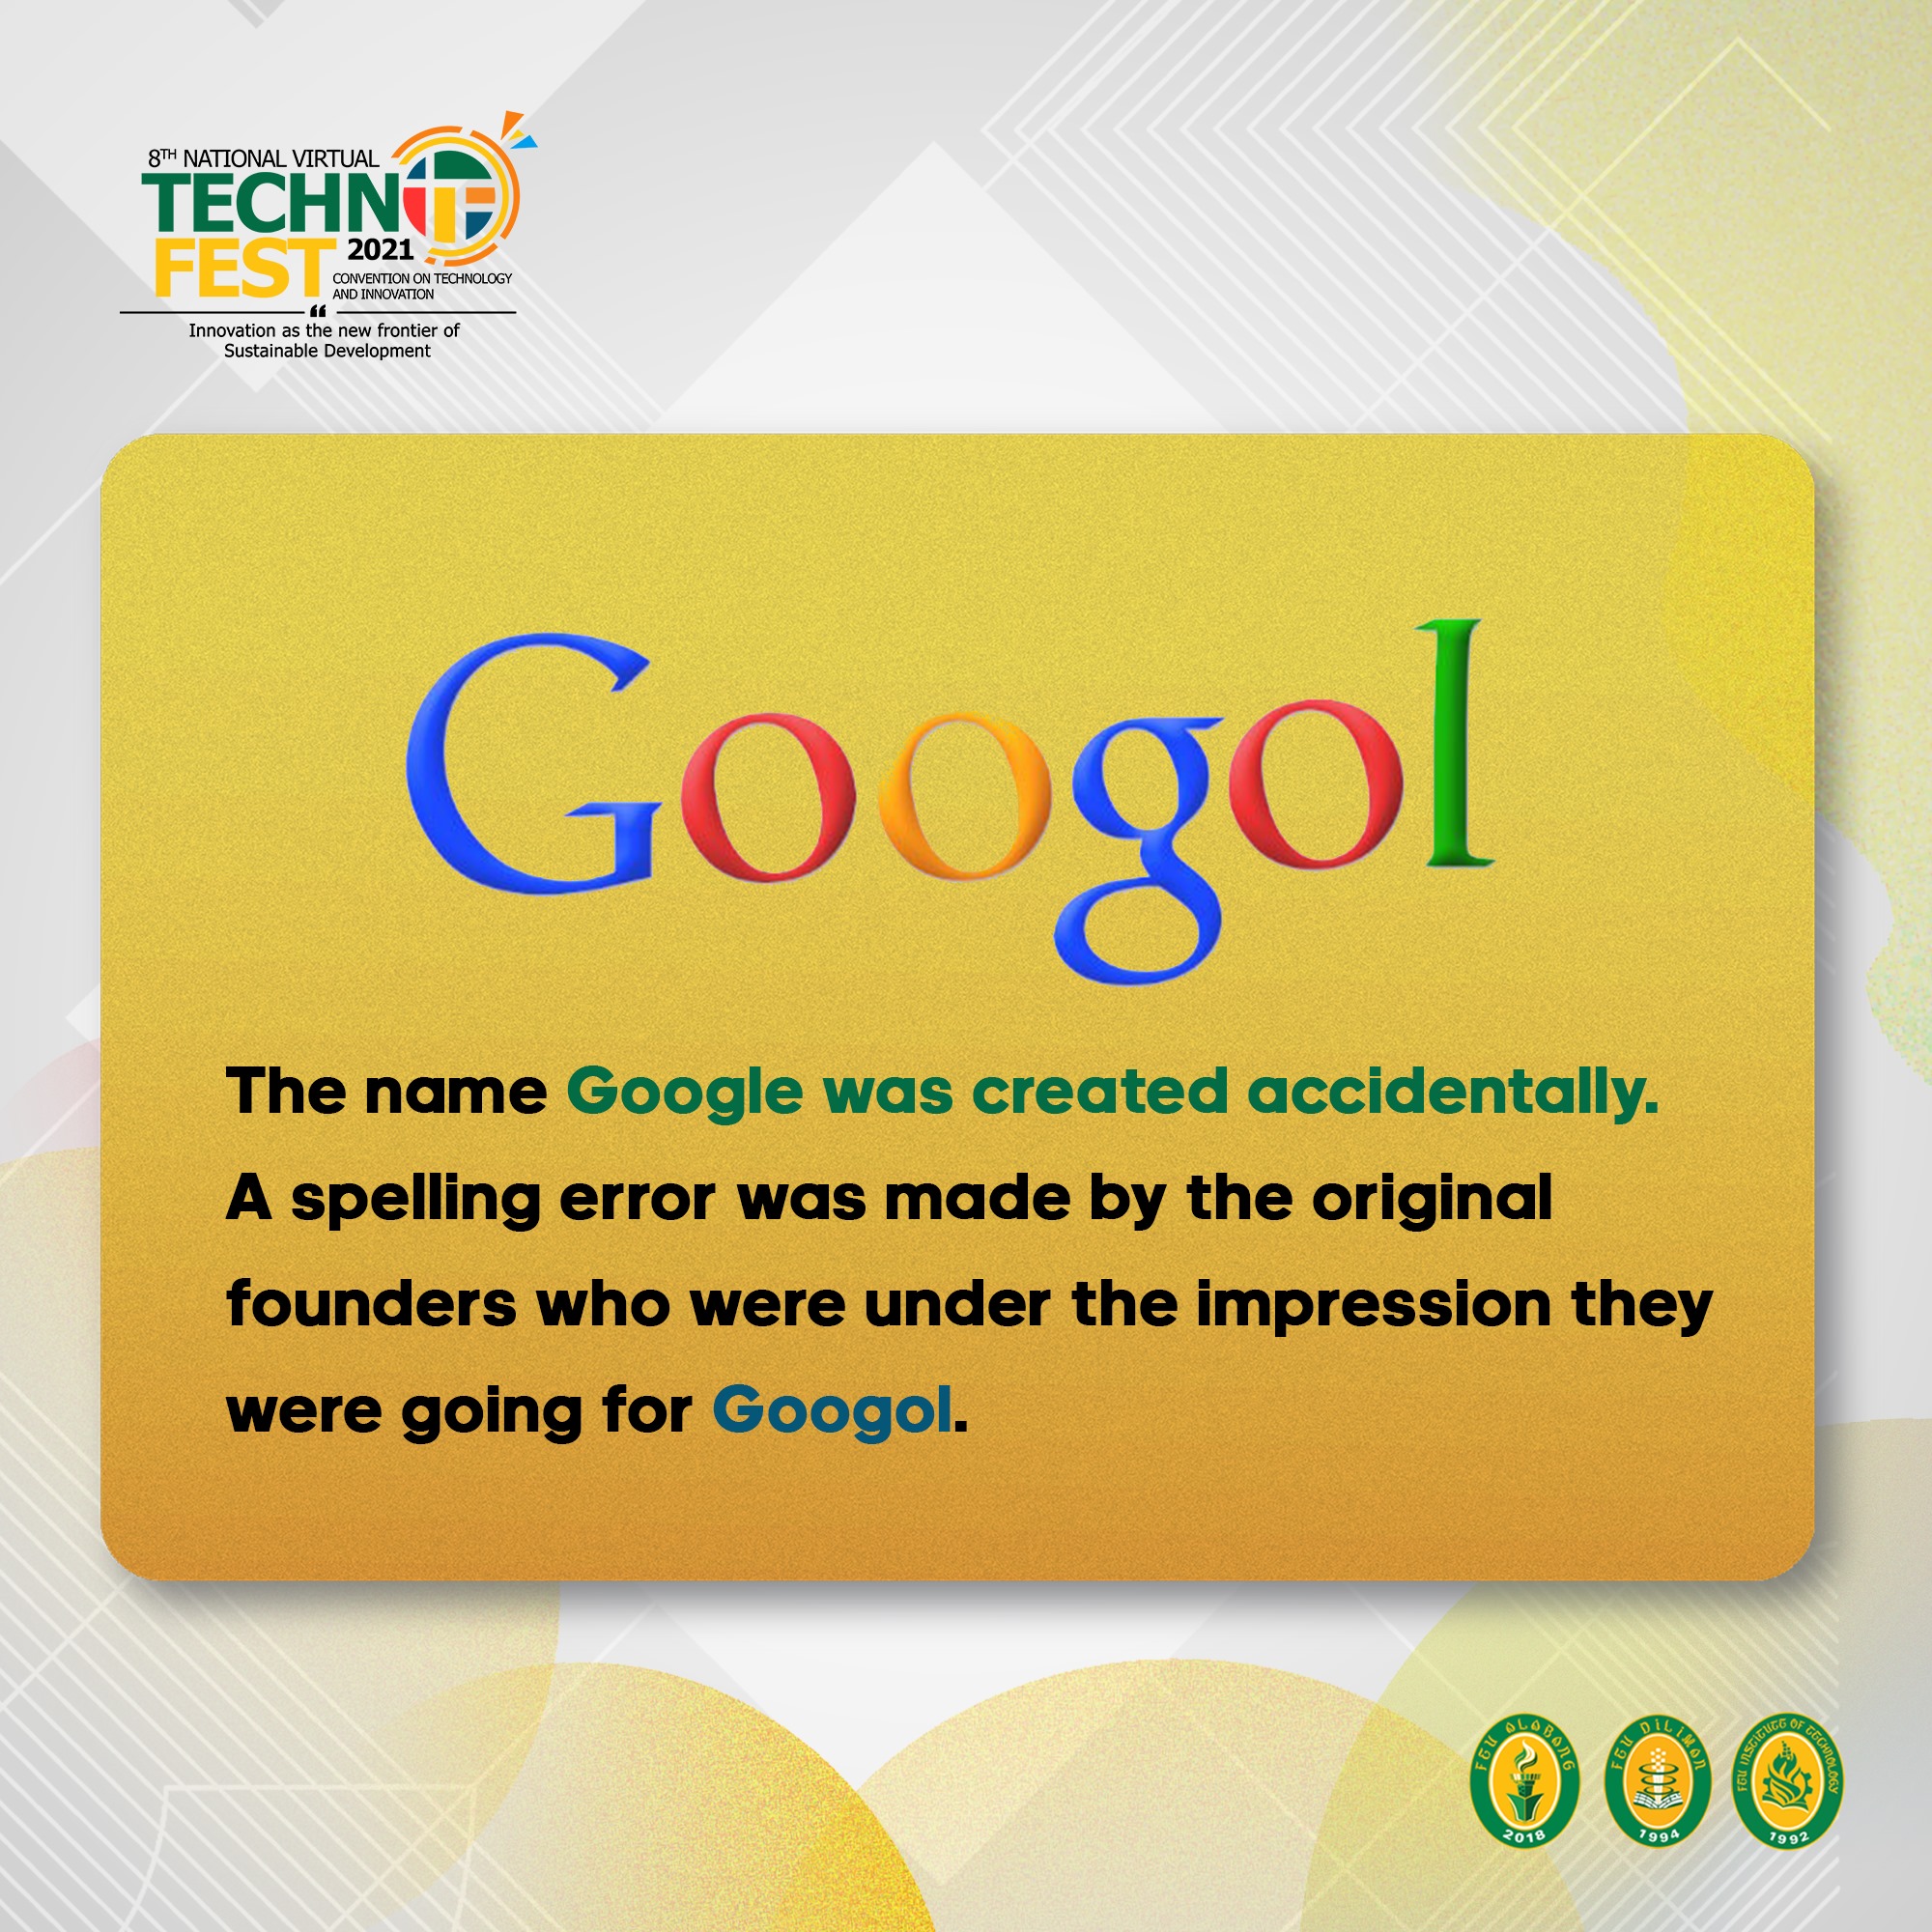 8TH NATIONAL VIRTUAL
TECHNO
FEST 2021
CONVENTION ON TECHNOLOGY
AND INNOVATION
“
Innovation as the new frontier of
Sustainable Development
Googol
The name Google was created accidentally.
A spelling error was made by the original
founders who were under the impression they
were going for Googol.
FEU ALABANG
2018
FEU DILIMAN
1994
FEU INSTITUTE OF TECHNOLOGY
1992